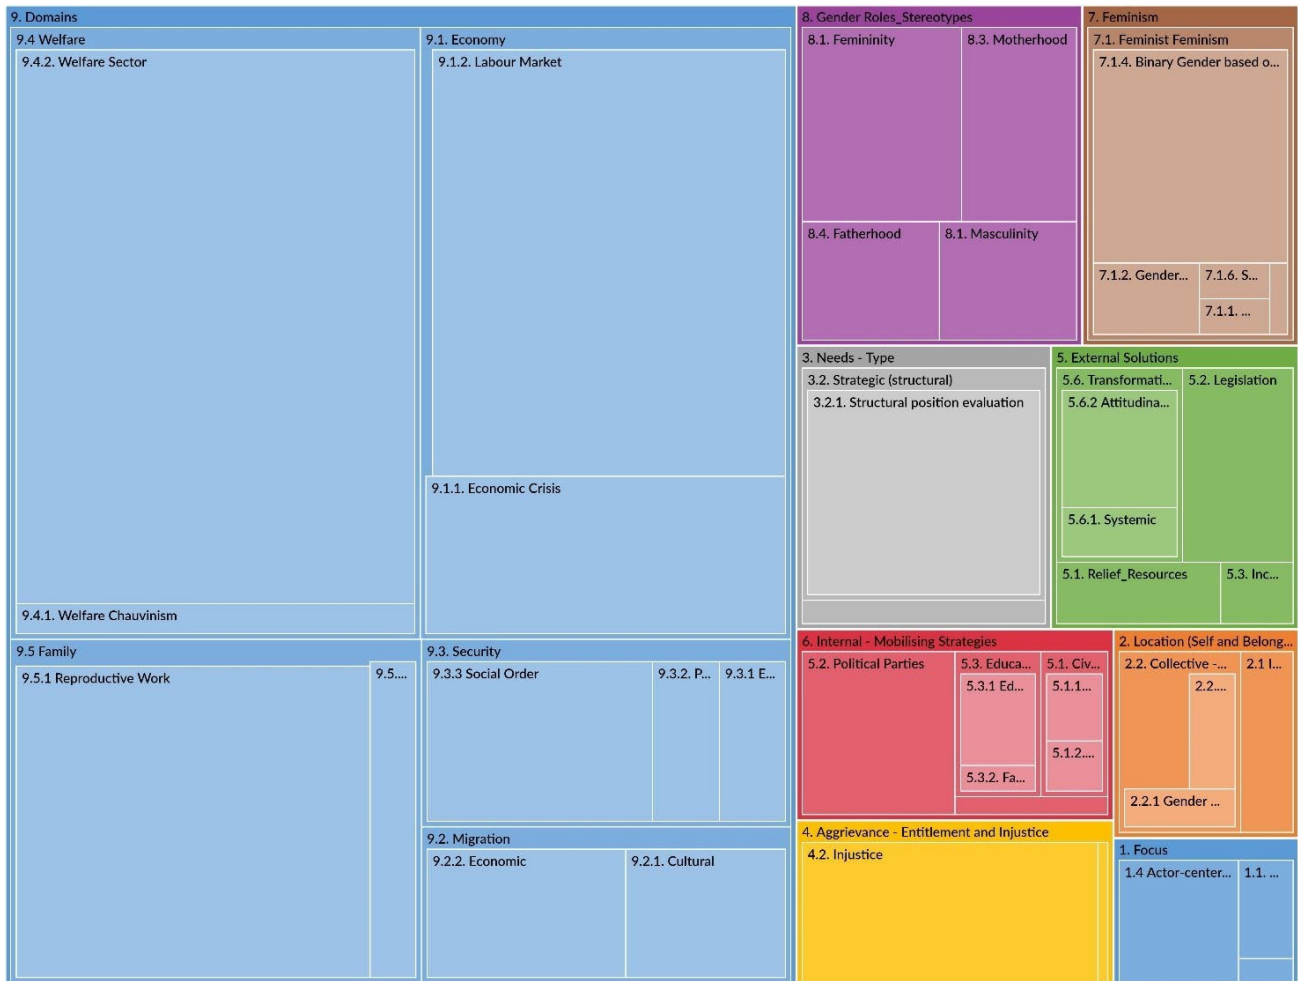 9. Domains
9.4 Welfare
9.4.2. Welfare Sector
9.4.1. Welfare Chauvinism
9.1. Economy
9.1.2. Labour Market
9.1.1. Economic Crisis
9.5 Family
9.5.1 Reproductive Work
9.5....
9.3. Security
9.3.3 Social Order
9.3.2. P...
9.3.1 E...
9.2. Migration
9.2.2. Economic
9.2.1. Cultural
8. Gender Roles_Stereotypes
8.1. Femininity
8.3. Motherhood
8.4. Fatherhood
8.1. Masculinity
7. Feminism
7.1. Feminist Feminism
7.1.4. Binary Gender based o...
7.1.2. Gender...
7.1.6. S...
7.1.1. ...
3. Needs - Type
3.2. Strategic (structural)
3.2.1. Structural position evaluation
5. External Solutions
5.6. Transformati...
5.6.2 Attitudina...
5.6.1. Systemic
5.2. Legislation
5.1. Relief_Resources
5.3. Inc...
6. Internal - Mobilising Strategies
5.2. Political Parties
5.3. Educa...
5.3.1 Ed...
5.3.2. Fa...
5.1. Civ...
5.1.1...
5.1.2....
2. Location (Self and Belong...
2.2. Collective -...
2.2....
2.2.1 Gender ...
2.1 I...
4. Aggrievance - Entitlement and Injustice
4.2. Injustice
1. Focus
1.4 Actor-center...
1.1. ...